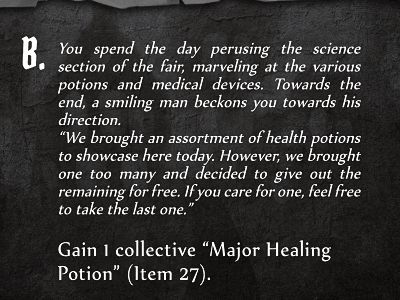 B.
You spend the day perusing the science
section of the fair, marveling at the various
potions and medical devices. Towards the
end, a smiling man beckons you towards his
direction.
“We brought an assortment of health potions
to showcase here today. However, we brought
one too many and decided to give out the
remaining for free. If you care for one, feel free
to take the last one.”
Gain 1 collective “Major Healing
Potion” (Item 27).